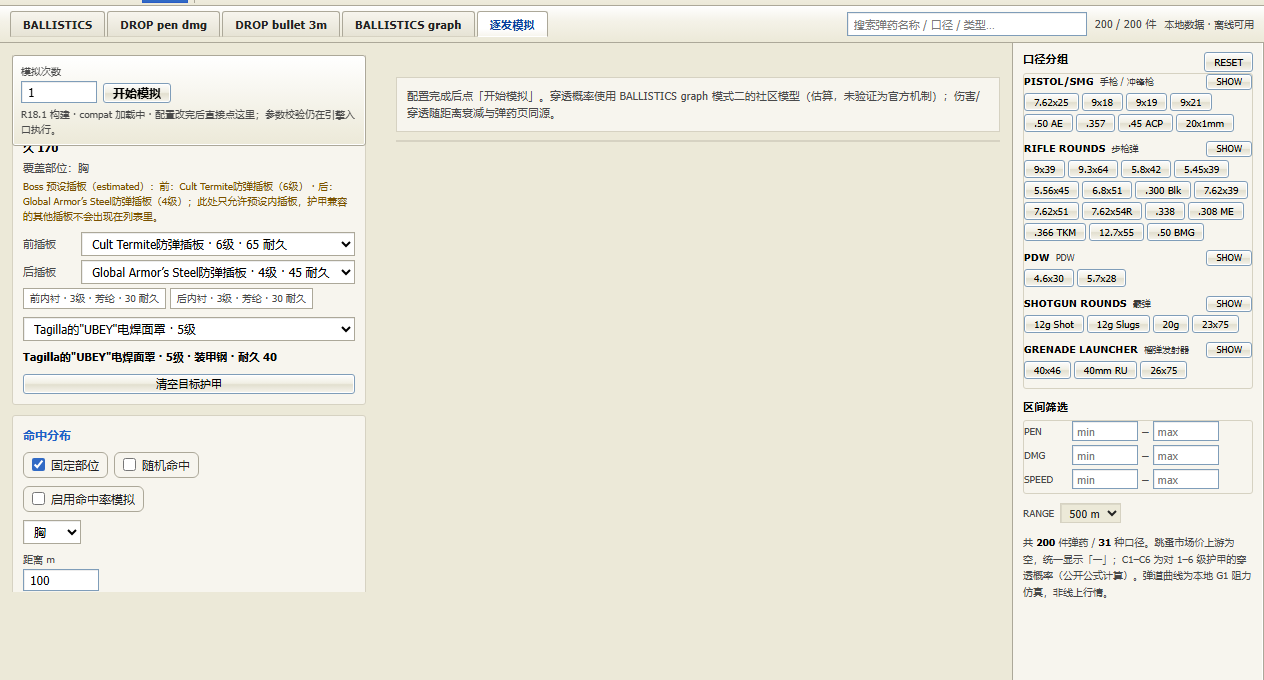 BALLISTICS
DROP pen dmg
DROP bullet 3m
BALLISTICS graph
逐发模拟
搜索弹药名称 / 口径 / 类型...
200 / 200 件 本地数据 · 离线可用
模拟次数
1
开始模拟
R18.1 构建 · compat 加载中 · 配置改完后直接点这里；参数校验仍在引擎入
口执行。
久 170
覆盖部位：胸
Boss 预设插板（estimated）：前：Cult Termite防弹插板（6级）· 后：
Global Armor's Steel防弹插板（4级）；此处只允许预设内插板，护甲兼容
的其他插板不会出现在列表里。
前插板
Cult Termite防弹插板 · 6级 · 65 耐久
后插板
Global Armor's Steel防弹插板 · 4级 · 45 耐久
前内衬 · 3级 · 芳纶 · 30 耐久
后内衬 · 3级 · 芳纶 · 30 耐久
Tagilla的"UBEY"电焊面罩 · 5级
Tagilla的"UBEY"电焊面罩 · 5级 · 装甲钢 · 耐久 40
清空目标护甲
命中分布
固定部位
随机命中
启用命中率模拟
胸
距离 m
100
配置完成后点「开始模拟」。穿透概率使用 BALLISTICS graph 模式二的社区模型（估算，未验证为官方机制）；伤害/
穿透随距离衰减与弹药页同源。
口径分组
RESET
PISTOL/SMG 手枪 / 冲锋枪
SHOW
7.62x25
9x18
9x19
9x21
.50 AE
.357
.45 ACP
20x1mm
RIFLE ROUNDS 步枪弹
SHOW
9x39
9.3x64
5.8x42
5.45x39
5.56x45
6.8x51
.300 Blk
7.62x39
7.62x51
7.62x54R
.338
.308 ME
.366 TKM
12.7x55
.50 BMG
PDW PDW
SHOW
4.6x30
5.7x28
SHOTGUN ROUNDS 霰弹
SHOW
12g Shot
12g Slugs
20g
23x75
GRENADE LAUNCHER 榴弹发射器
SHOW
40x46
40mm RU
26x75
区间筛选
PEN
min
–
max
DMG
min
–
max
SPEED
min
–
max
RANGE
500 m
共 200 件弹药 / 31 种口径。跳蚤市场价上游为
空，统一显示「—」；C1–C6 为对 1–6 级护甲的穿
透概率（公开公式计算）。弹道曲线为本地 G1 阻力
仿真，非线上行情。